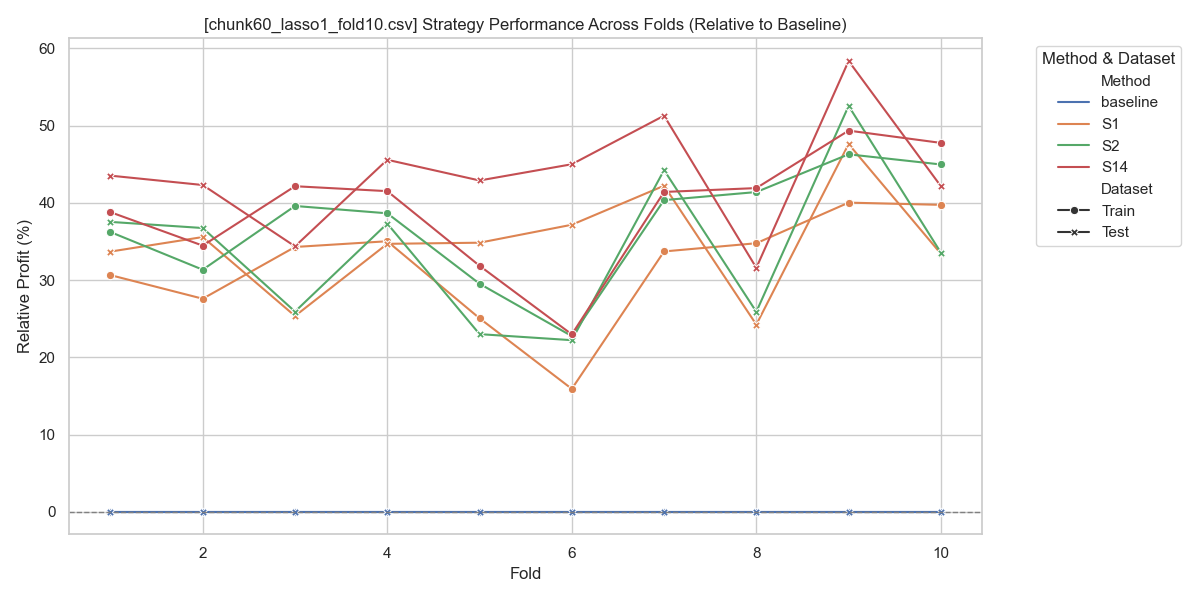 [chunk60_lasso1_fold10.csv] Strategy Performance Across Folds (Relative to Baseline)
Relative Profit (%)
60
50
40
30
20
10
0
2
4
6
8
10
Fold
Method & Dataset
Method
baseline
S1
S2
S14
Dataset
Train
Test